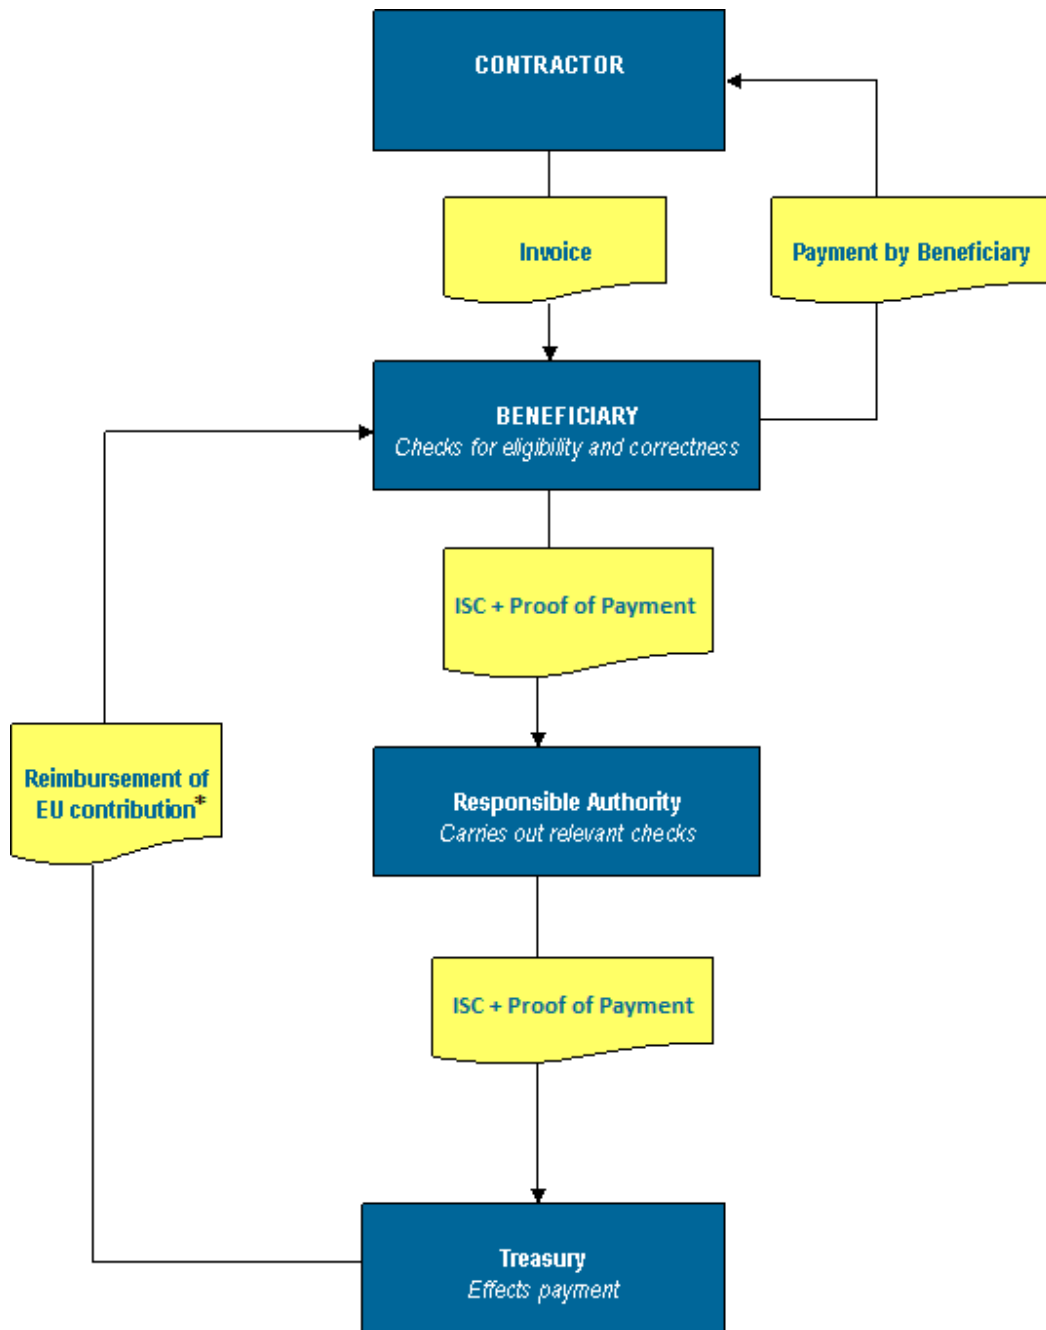 CONTRACTOR
Invoice
Payment by Beneficiary
BENEFICIARY
Checks for eligibility and correctness
ISC + Proof of Payment
Reimbursement of
EU contribution*
Responsible Authority
Carries out relevant checks
ISC + Proof of Payment
Treasury
Effects payment